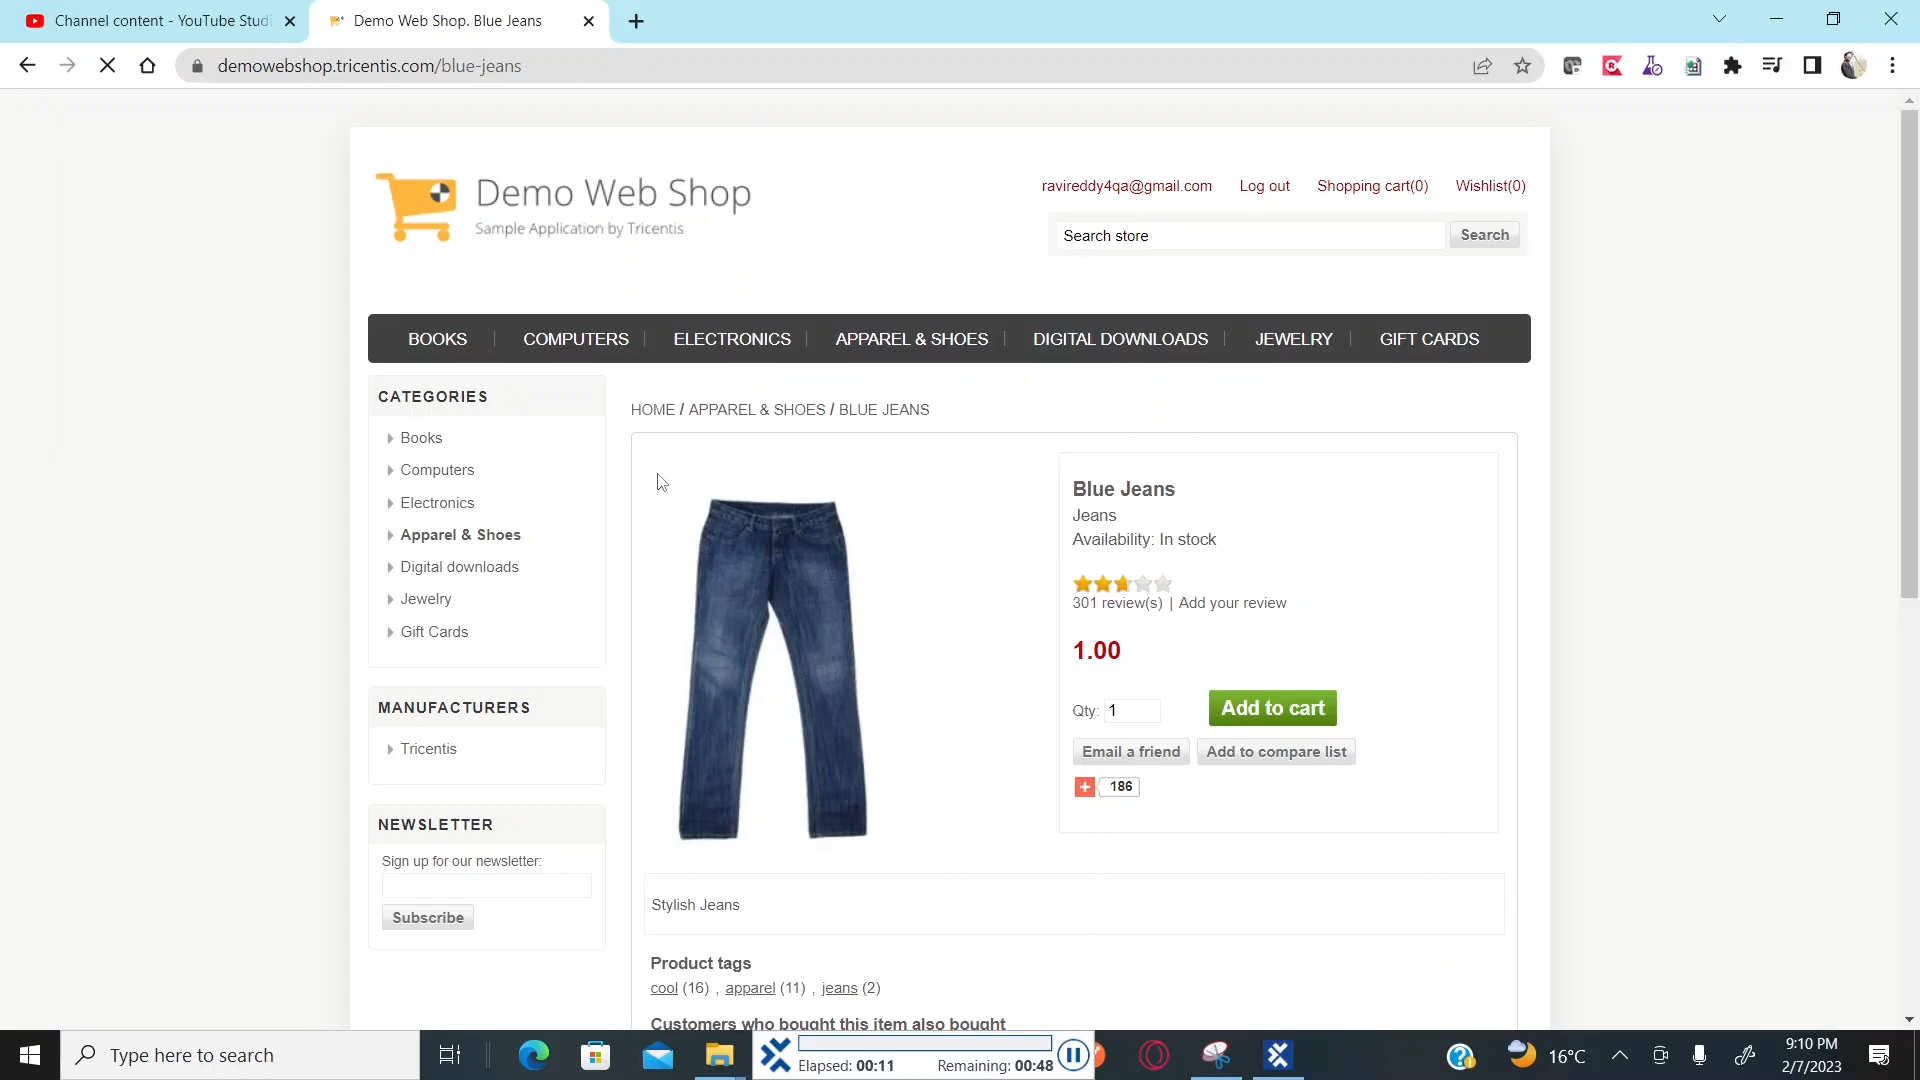 Channel content - YouTube Studi
Demo Web Shop. Blue Jeans
demowebshop.tricentis.com/blue-jeans
Demo Web Shop
Sample Application by Tricentis
ravireddy4qa@gmail.com Log out Shopping cart(0) Wishlist(0)
Search store Search
BOOKS COMPUTERS ELECTRONICS APPAREL & SHOES DIGITAL DOWNLOADS JEWELRY GIFT CARDS
CATEGORIES
Books
Computers
Electronics
Apparel & Shoes
Digital downloads
Jewelry
Gift Cards
MANUFACTURERS
Tricentis
NEWSLETTER
Sign up for our newsletter:
Subscribe
HOME / APPAREL & SHOES / BLUE JEANS
Blue Jeans
Jeans
Availability: In stock
301 review(s) | Add your review
1.00
Qty: 1 Add to cart
Email a friend Add to compare list
186
Stylish Jeans
Product tags
cool (16) , apparel (11) , jeans (2)
Customers who bought this item also bought
Type here to search
Elapsed: 00:11 Remaining: 00:48
16°C
9:10 PM
2/7/2023